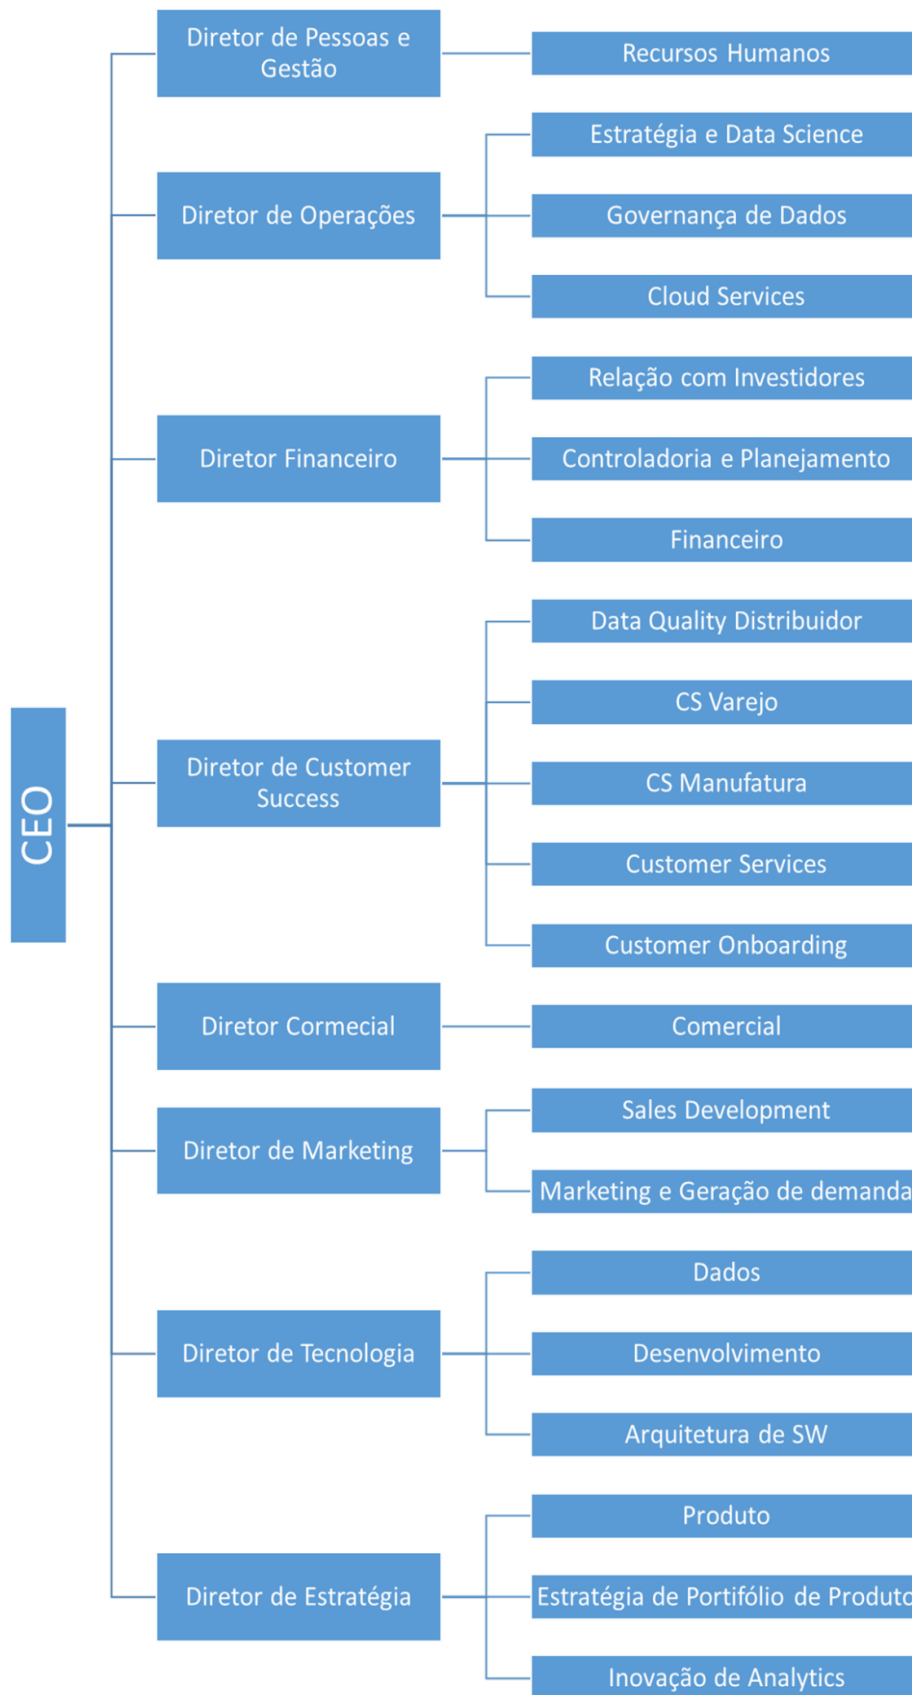 Diretor de Pessoas e
Gestão
Recursos Humanos
Estratégia e Data Science
Diretor de Operações
Governança de Dados
Cloud Services
Relação com Investidores
Diretor Financeiro
Controladoria e Planejamento
Financeiro
Data Quality Distribuidor
CS Varejo
CEO
Diretor de Customer
Success
CS Manufatura
Customer Services
Customer Onboarding
Diretor Cormecial
Comercial
Sales Development
Diretor de Marketing
Marketing e Geração de demanda
Dados
Diretor de Tecnologia
Desenvolvimento
Arquitetura de SW
Produto
Diretor de Estratégia
Estratégia de Portifólio de Produto
Inovação de Analytics